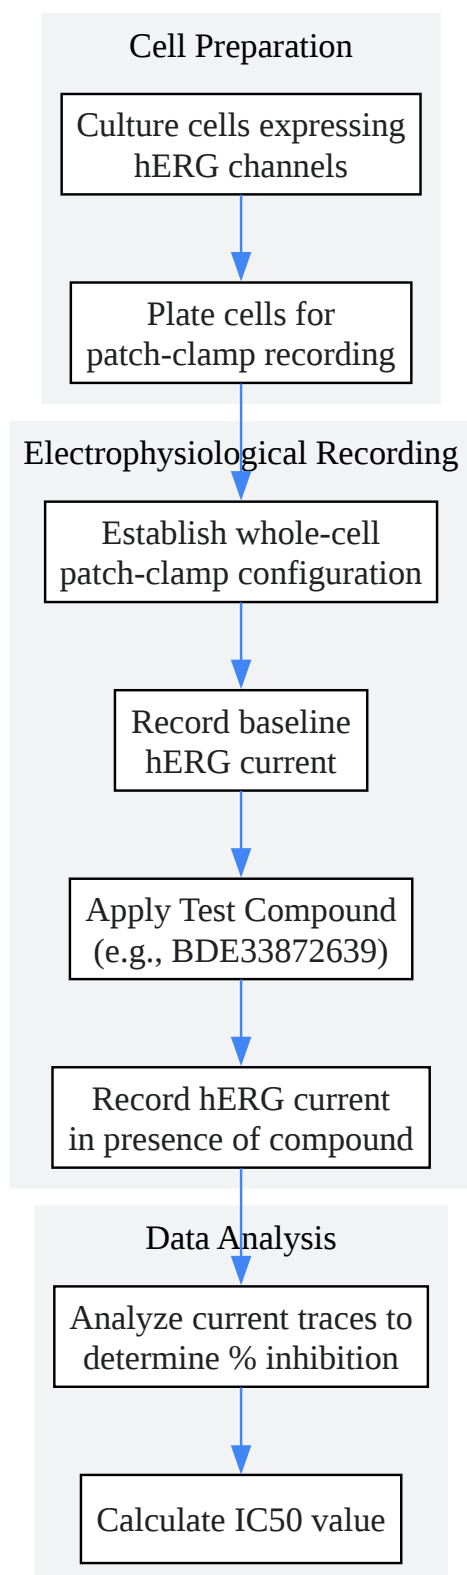 Cell Preparation
Culture cells expressing
hERG channels
Plate cells for
patch-clamp recording
Electrophysiological Recording
Establish whole-cell
patch-clamp configuration
Record baseline
hERG current
Apply Test Compound
(e.g., BDE33872639)
Record hERG current
in presence of compound
Data Analysis
Analyze current traces to
determine % inhibition
Calculate IC50 value